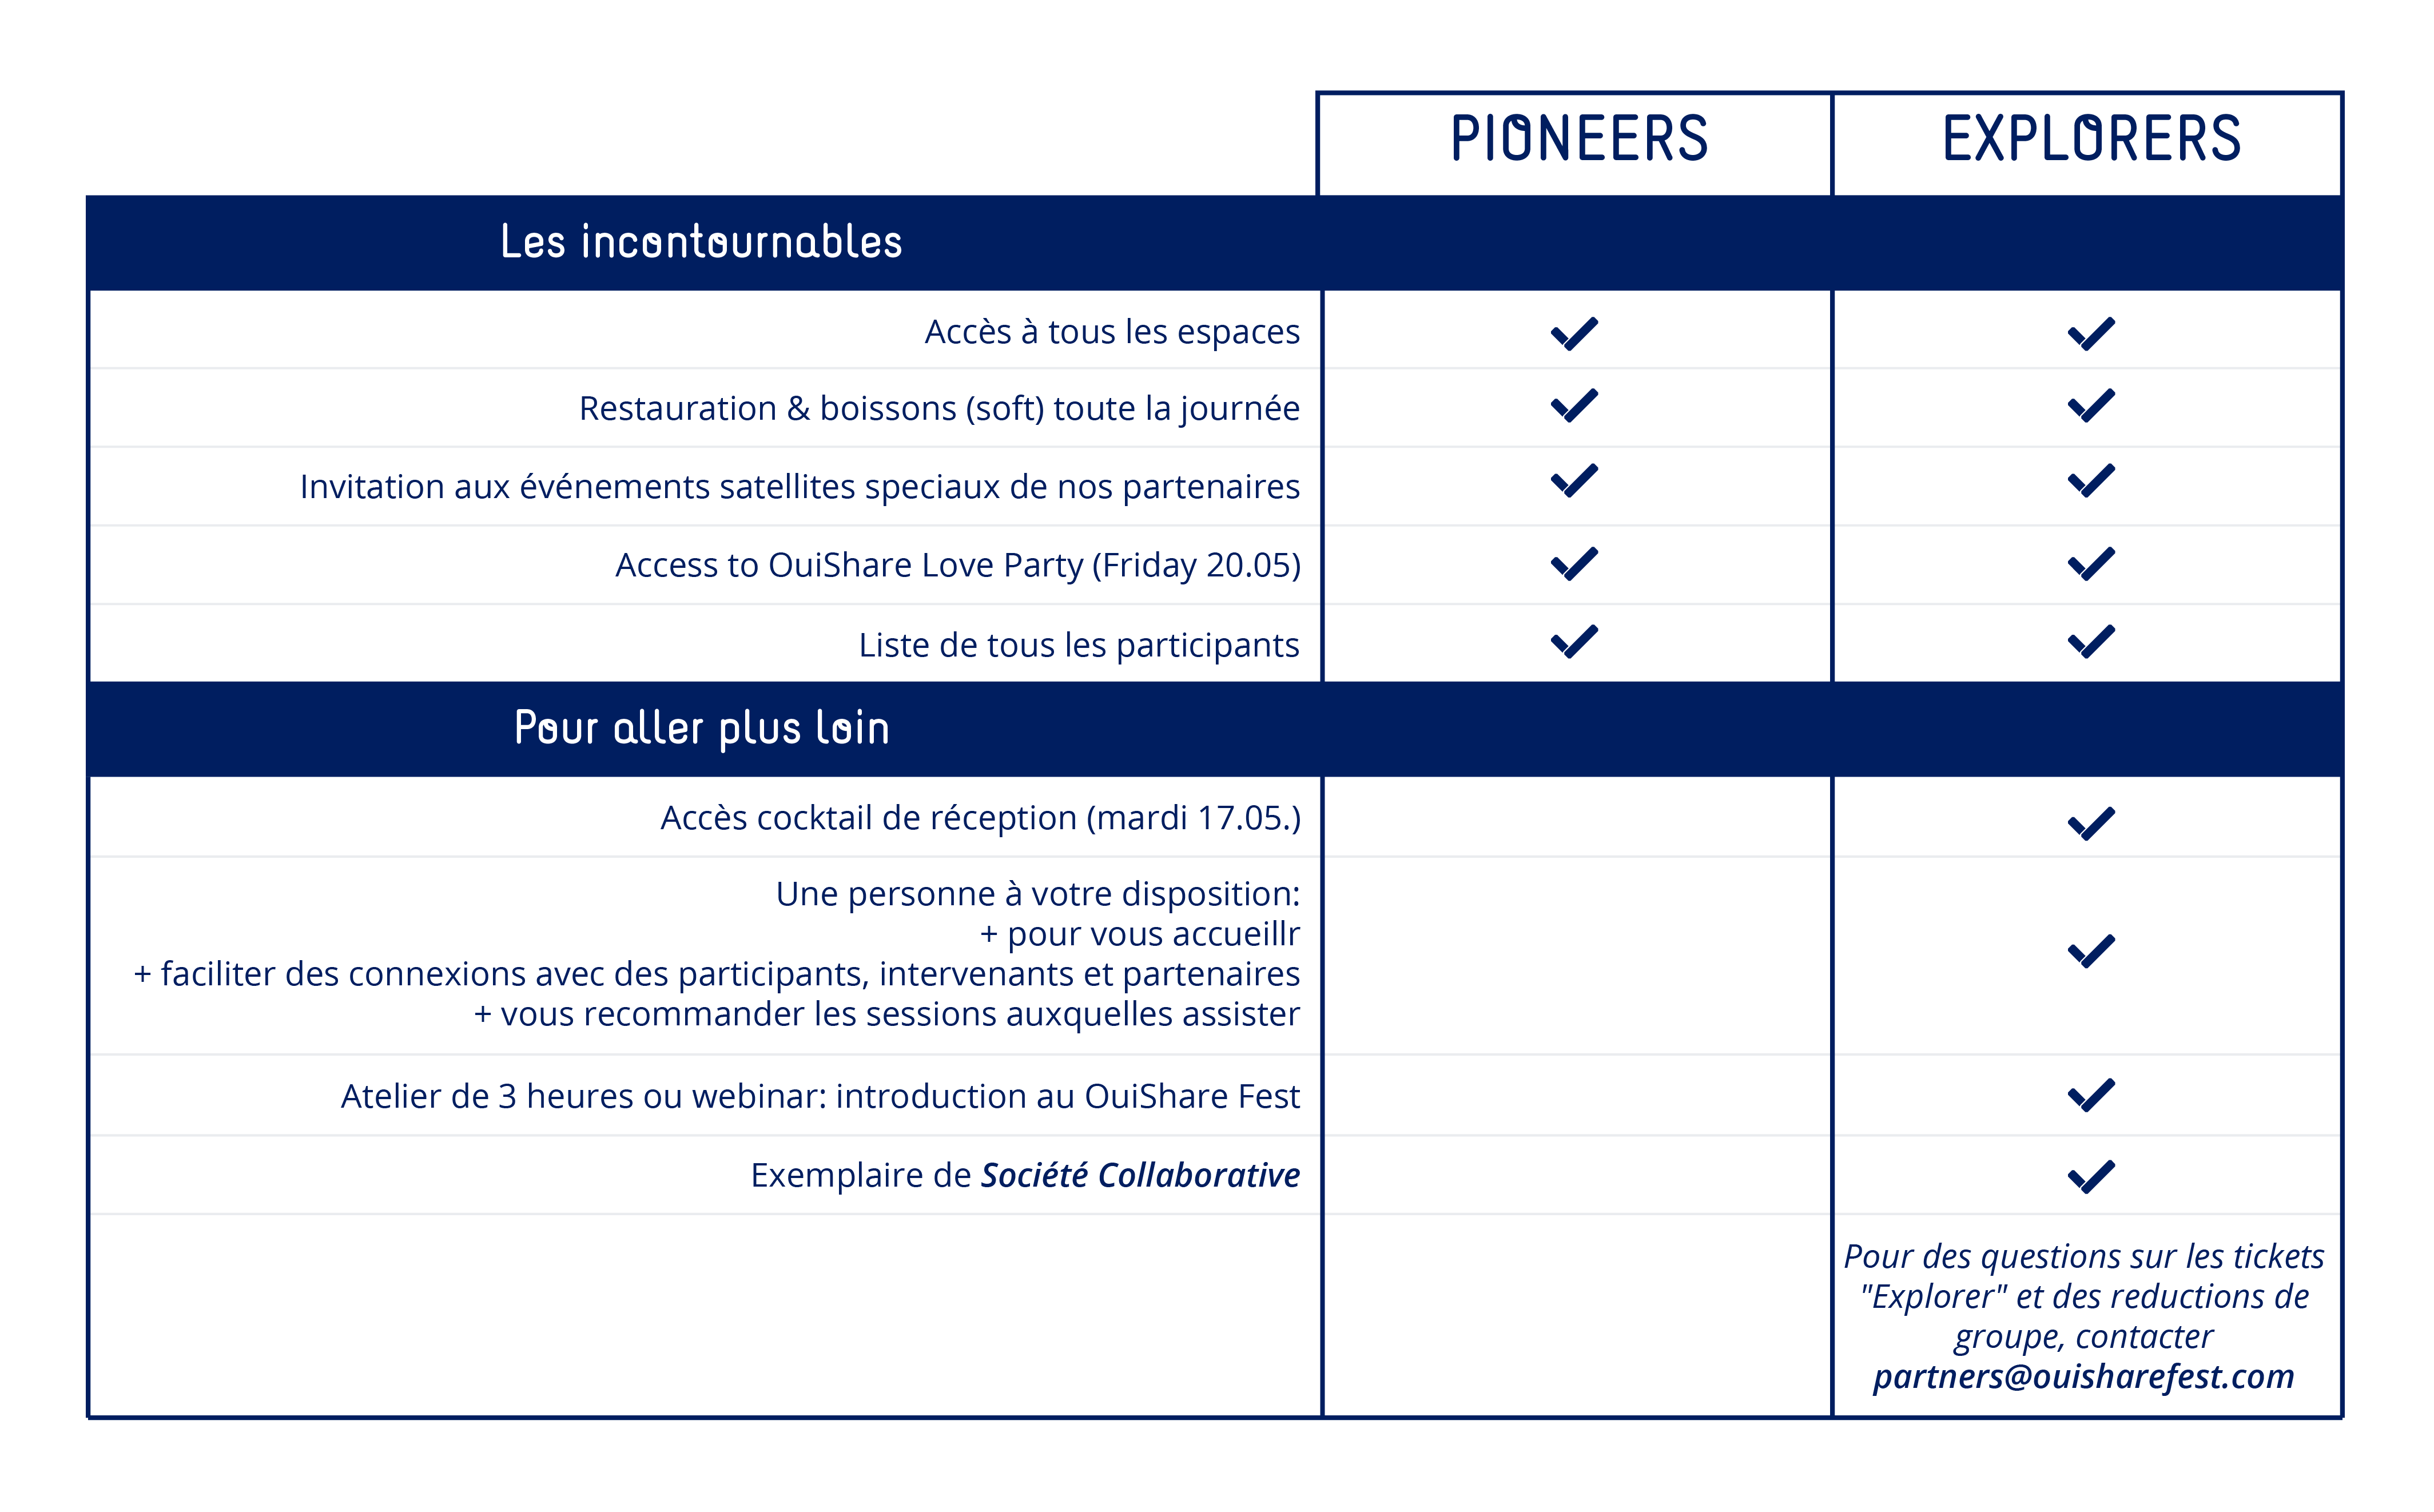 PIONEERS
EXPLORERS
Les incontournables
Accès à tous les espaces
Restauration & boissons (soft) toute la journée
Invitation aux événements satellites speciaux de nos partenaires
Access to OuiShare Love Party (Friday 20.05)
Liste de tous les participants
Pour aller plus loin
Accès cocktail de réception (mardi 17.05.)
Une personne à votre disposition:
+ pour vous accueillr
+ faciliter des connexions avec des participants, intervenants et partenaires
+ vous recommander les sessions auxquelles assister
Atelier de 3 heures ou webinar: introduction au OuiShare Fest
Exemplaire de Société Collaborative
Pour des questions sur les tickets
"Explorer" et des reductions de
groupe, contacter
partners@ouisharefest.com